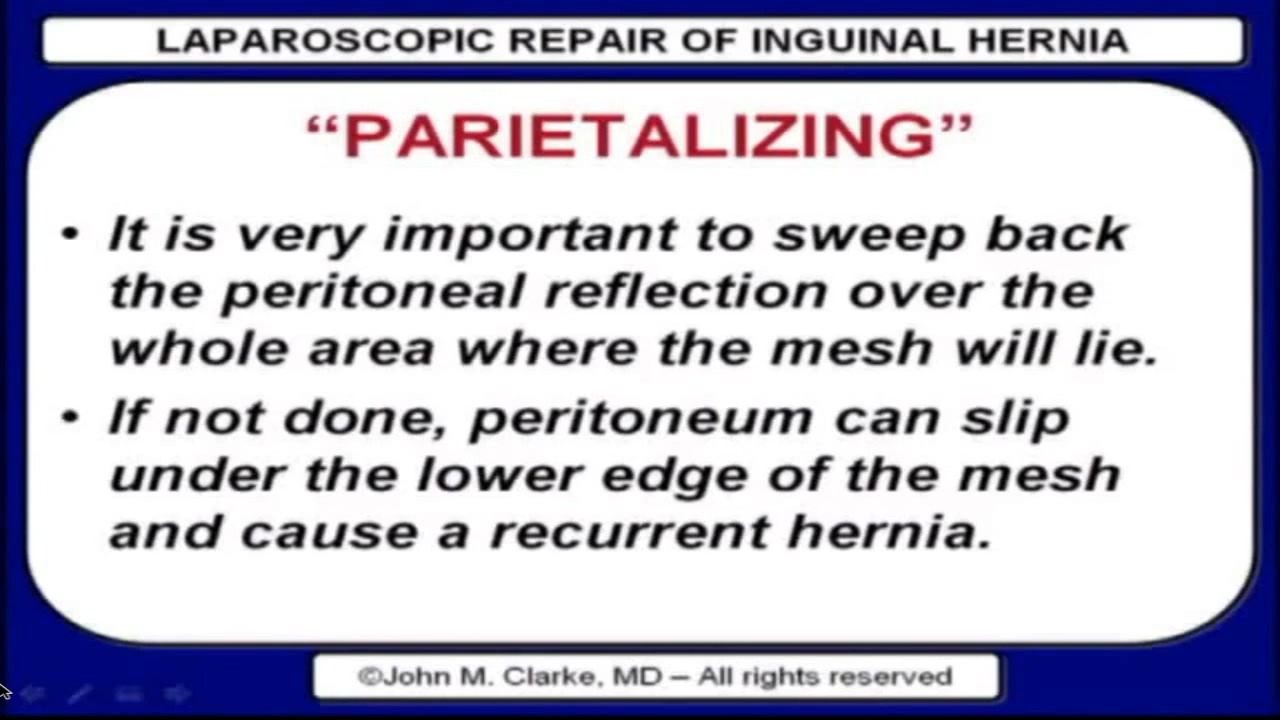 LAPAROSCOPIC REPAIR OF INGUINAL HERNIA
“PARIETALIZING”
• It is very important to sweep back
the peritoneal reflection over the
whole area where the mesh will lie.
• If not done, peritoneum can slip
under the lower edge of the mesh
and cause a recurrent hernia.
©John M. Clarke, MD – All rights reserved